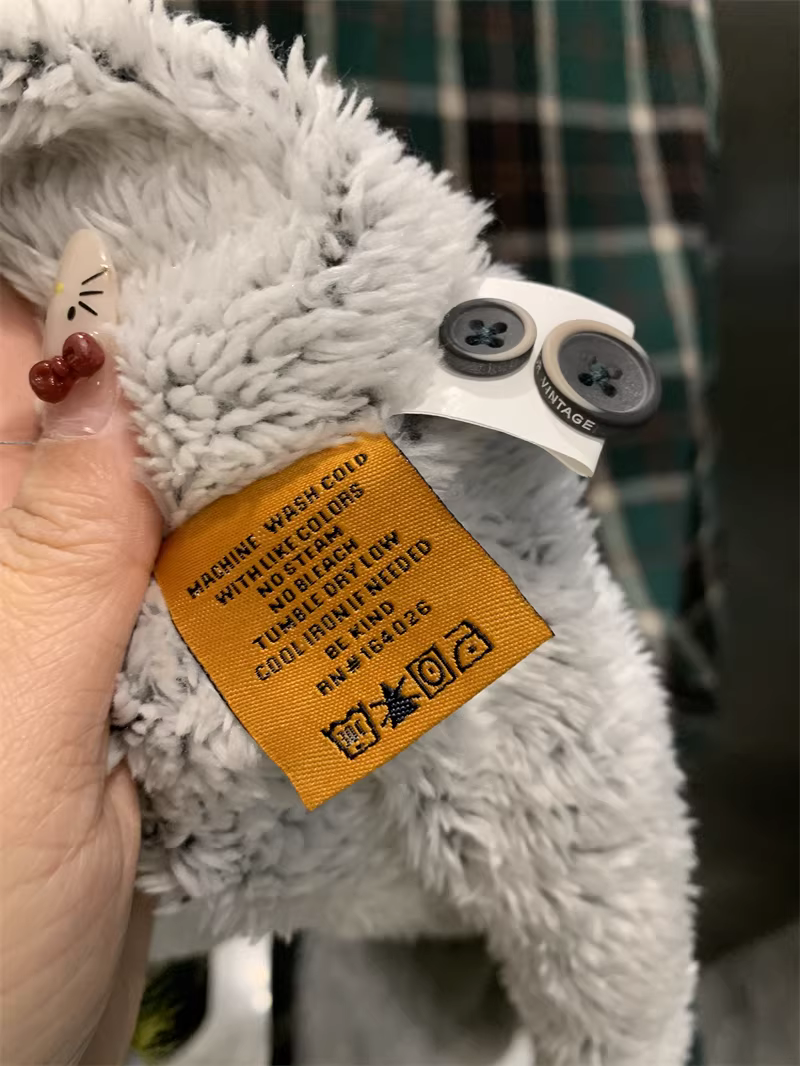 MACHINE WASH COLD
WITH LIKE COLORS
NO STEAM
NO BLEACH
TUMBLE DRY LOW
COOL IRON IF NEEDED
BE KIND
RN #164026
VINTAGE